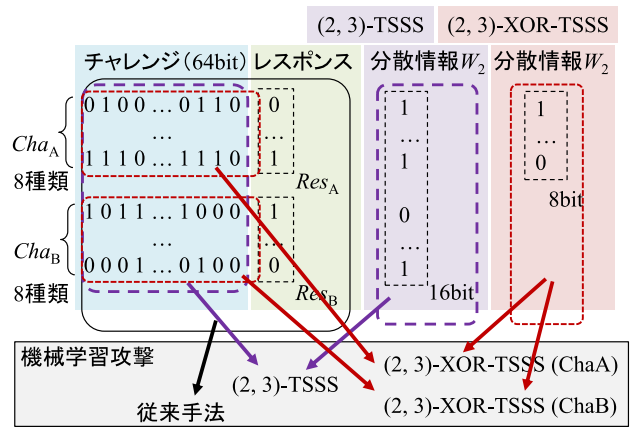 (2, 3)-TSSS
(2, 3)-XOR-TSSS
チャレンジ(64bit)
レスポンス
分散情報W2
分散情報W2
0 1 0 0 … 0 1 1 0
0
1
1
ChaA
…
…
…
…
1 1 1 0 … 1 1 1 0
1
1
0
8種類
ResA
8bit
1 0 1 1 … 1 0 0 0
1
0
ChaB
…
…
…
0 0 0 1 … 0 1 0 0
0
1
8種類
ResB
16bit
機械学習攻撃
(2, 3)-TSSS
(2, 3)-XOR-TSSS (ChaA)
従来手法
(2, 3)-XOR-TSSS (ChaB)